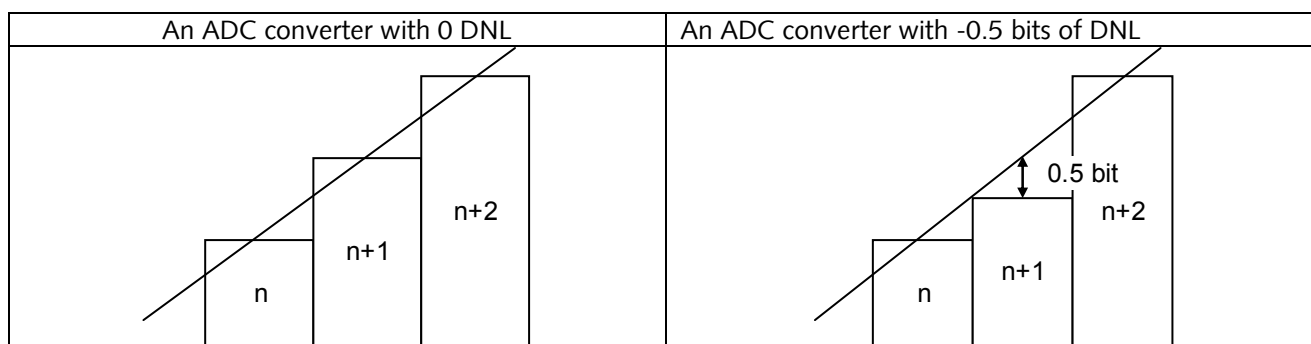 An ADC converter with 0 DNL
An ADC converter with -0.5 bits of DNL
n
n+1
n+2
n
n+1
0.5 bit
n+2